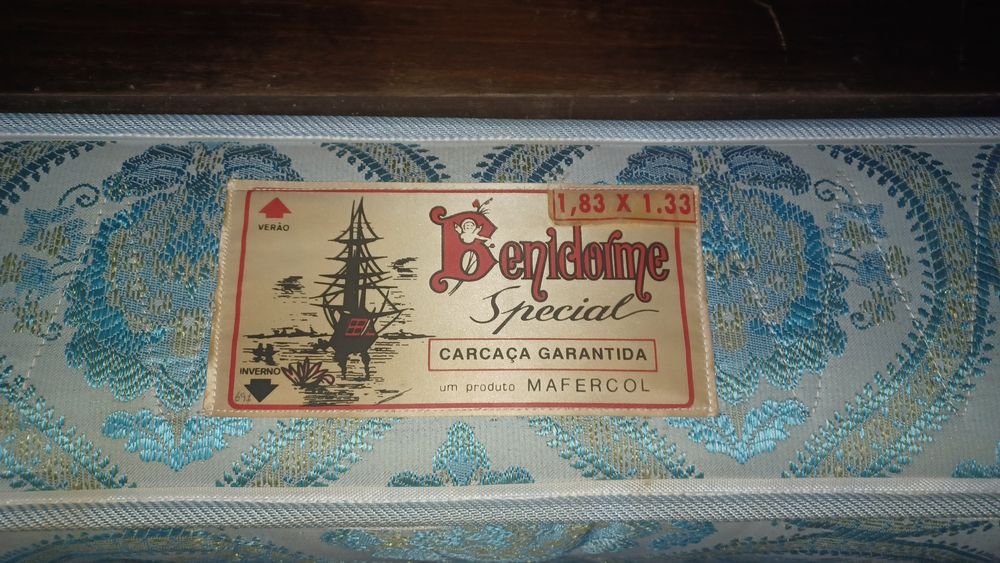 VERÃO
1,83 X 1.33
Benidorme
Special
CARCAÇA GARANTIDA
INVERNO
um produto MAFERCOL